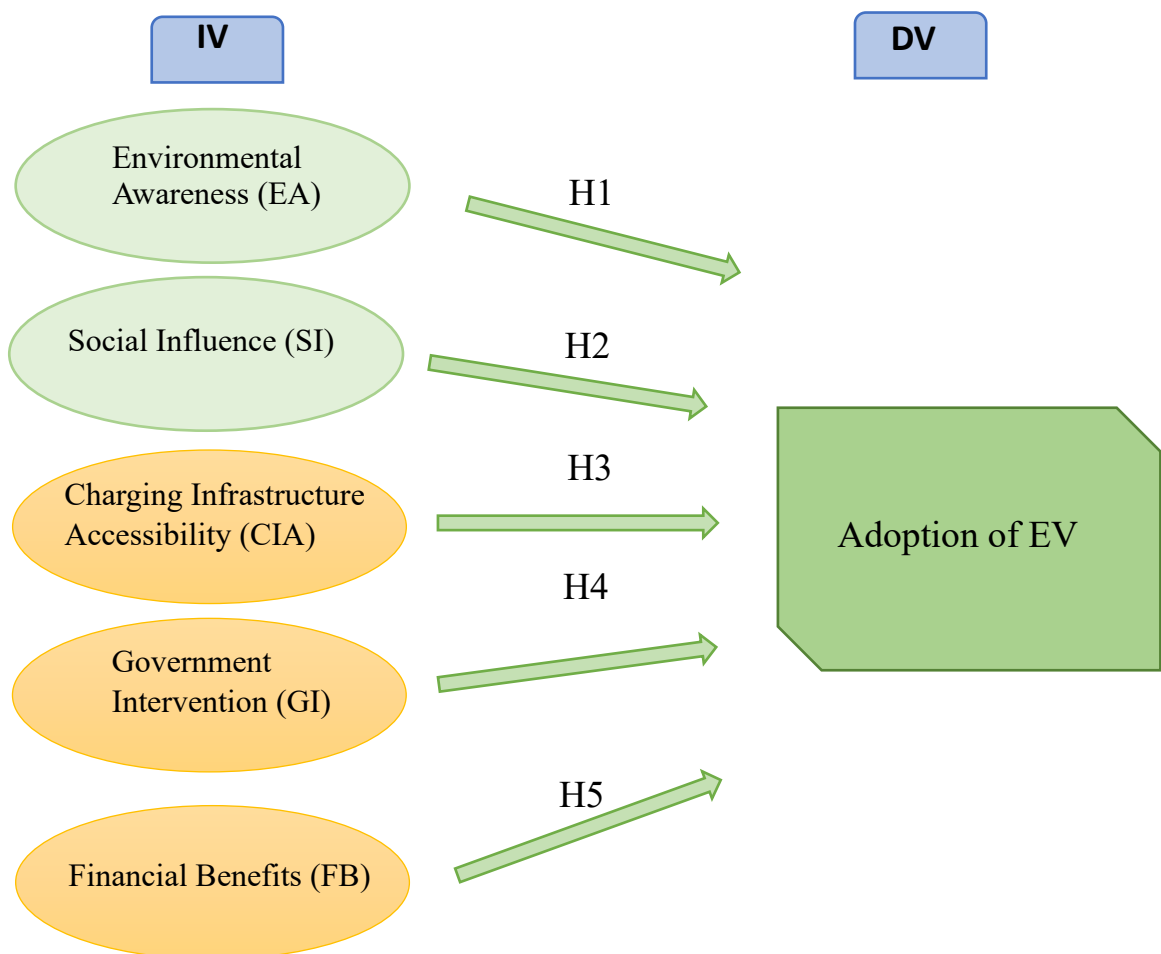 IV
DV
Environmental
Awareness (EA)
H1
Social Influence (SI)
H2
Charging Infrastructure
Accessibility (CIA)
H3
Adoption of EV
H4
Government
Intervention (GI)
H5
Financial Benefits (FB)